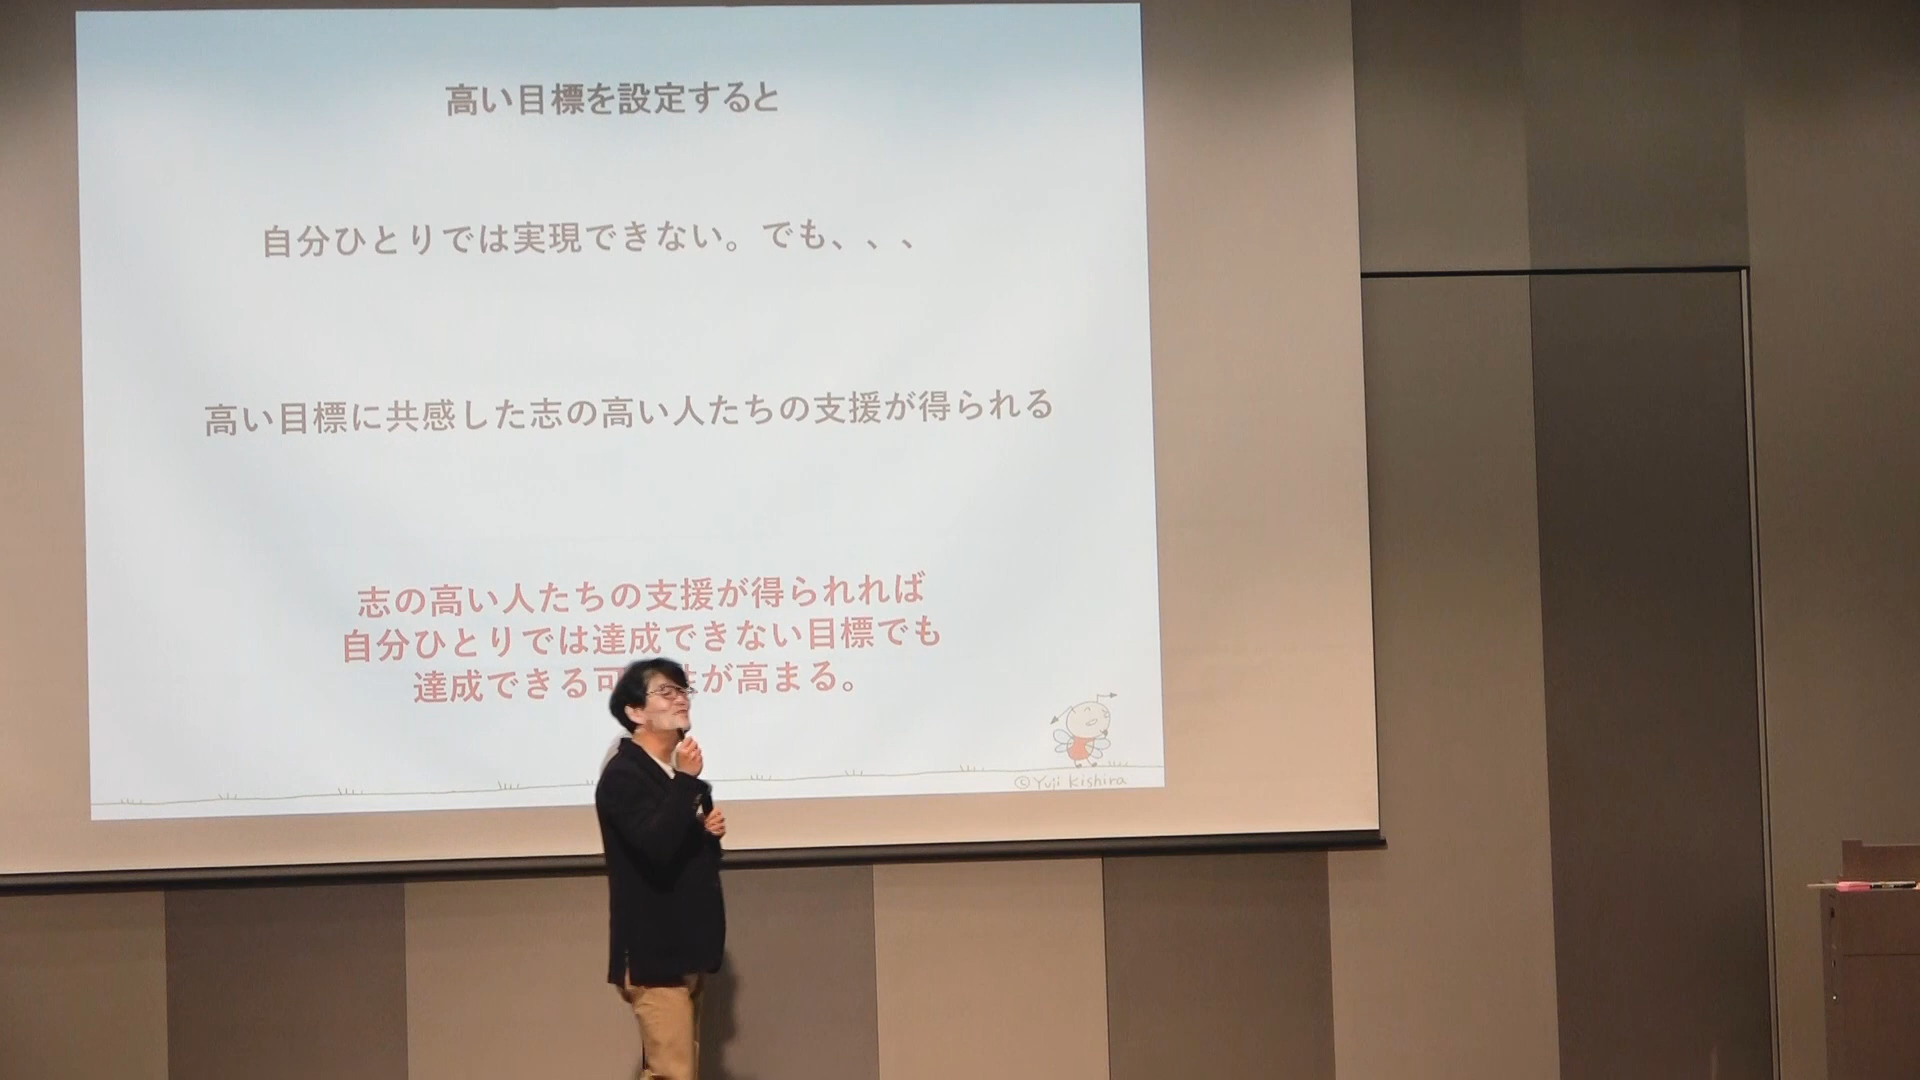 高い目標を設定すると
自分ひとりでは実現できない。でも、、、
高い目標に共感した志の高い人たちの支援が得られる
志の高い人たちの支援が得られれば
自分ひとりでは達成できない目標でも
達成できる可 性が高まる。
©Yuji Kishira